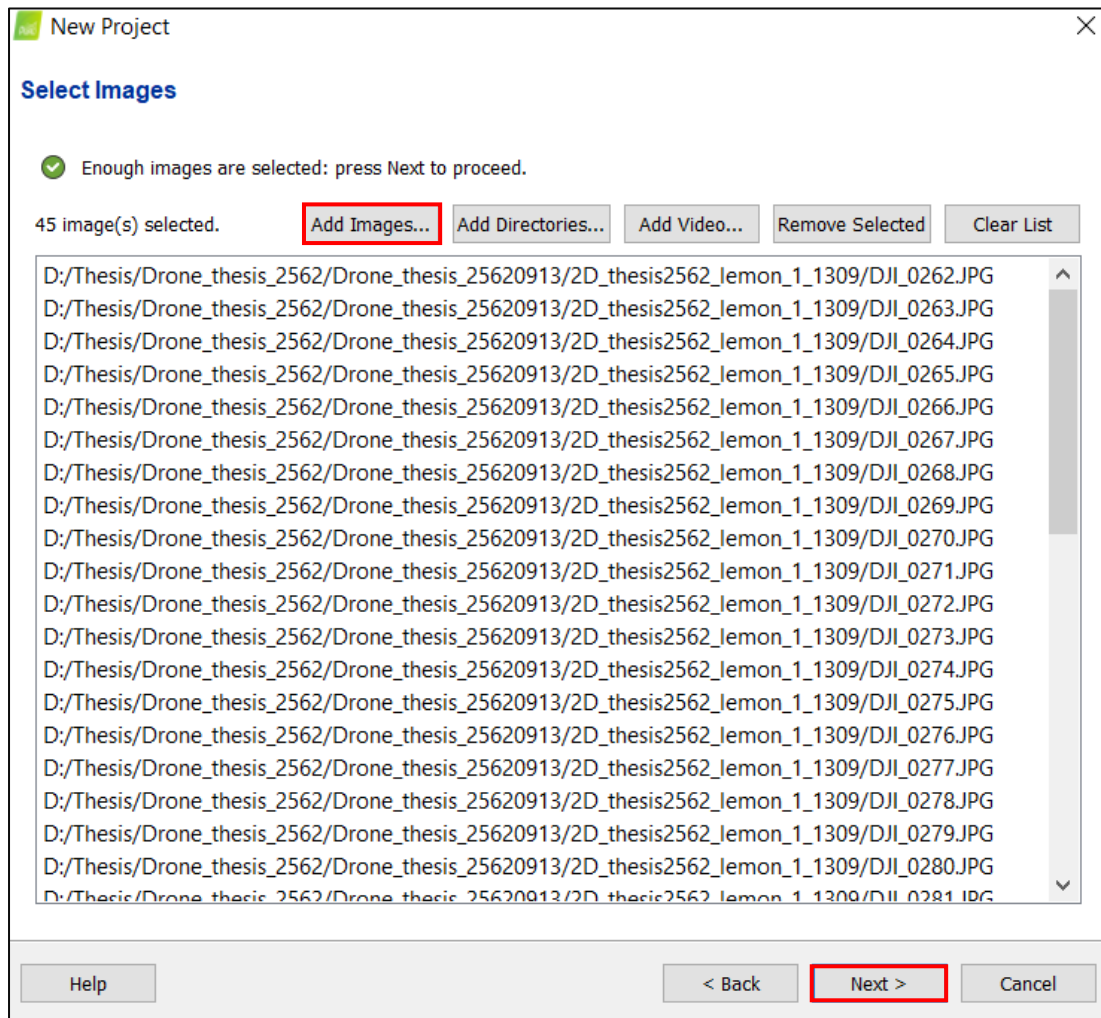 New Project
Select Images
Enough images are selected: press Next to proceed.
45 image(s) selected. Add Images... Add Directories... Add Video... Remove Selected Clear List
D:/Thesis/Drone_thesis_2562/Drone_thesis_25620913/2D_thesis2562_lemon_1_1309/DJI_0262.JPG
D:/Thesis/Drone_thesis_2562/Drone_thesis_25620913/2D_thesis2562_lemon_1_1309/DJI_0263.JPG
D:/Thesis/Drone_thesis_2562/Drone_thesis_25620913/2D_thesis2562_lemon_1_1309/DJI_0264.JPG
D:/Thesis/Drone_thesis_2562/Drone_thesis_25620913/2D_thesis2562_lemon_1_1309/DJI_0265.JPG
D:/Thesis/Drone_thesis_2562/Drone_thesis_25620913/2D_thesis2562_lemon_1_1309/DJI_0266.JPG
D:/Thesis/Drone_thesis_2562/Drone_thesis_25620913/2D_thesis2562_lemon_1_1309/DJI_0267.JPG
D:/Thesis/Drone_thesis_2562/Drone_thesis_25620913/2D_thesis2562_lemon_1_1309/DJI_0268.JPG
D:/Thesis/Drone_thesis_2562/Drone_thesis_25620913/2D_thesis2562_lemon_1_1309/DJI_0269.JPG
D:/Thesis/Drone_thesis_2562/Drone_thesis_25620913/2D_thesis2562_lemon_1_1309/DJI_0270.JPG
D:/Thesis/Drone_thesis_2562/Drone_thesis_25620913/2D_thesis2562_lemon_1_1309/DJI_0271.JPG
D:/Thesis/Drone_thesis_2562/Drone_thesis_25620913/2D_thesis2562_lemon_1_1309/DJI_0272.JPG
D:/Thesis/Drone_thesis_2562/Drone_thesis_25620913/2D_thesis2562_lemon_1_1309/DJI_0273.JPG
D:/Thesis/Drone_thesis_2562/Drone_thesis_25620913/2D_thesis2562_lemon_1_1309/DJI_0274.JPG
D:/Thesis/Drone_thesis_2562/Drone_thesis_25620913/2D_thesis2562_lemon_1_1309/DJI_0275.JPG
D:/Thesis/Drone_thesis_2562/Drone_thesis_25620913/2D_thesis2562_lemon_1_1309/DJI_0276.JPG
D:/Thesis/Drone_thesis_2562/Drone_thesis_25620913/2D_thesis2562_lemon_1_1309/DJI_0277.JPG
D:/Thesis/Drone_thesis_2562/Drone_thesis_25620913/2D_thesis2562_lemon_1_1309/DJI_0278.JPG
D:/Thesis/Drone_thesis_2562/Drone_thesis_25620913/2D_thesis2562_lemon_1_1309/DJI_0279.JPG
D:/Thesis/Drone_thesis_2562/Drone_thesis_25620913/2D_thesis2562_lemon_1_1309/DJI_0280.JPG
D:/Thesis/Drone_thesis_2562/Drone_thesis_25620913/2D_thesis2562_lemon_1_1309/DJI_0281.JPG
Help < Back Next > Cancel